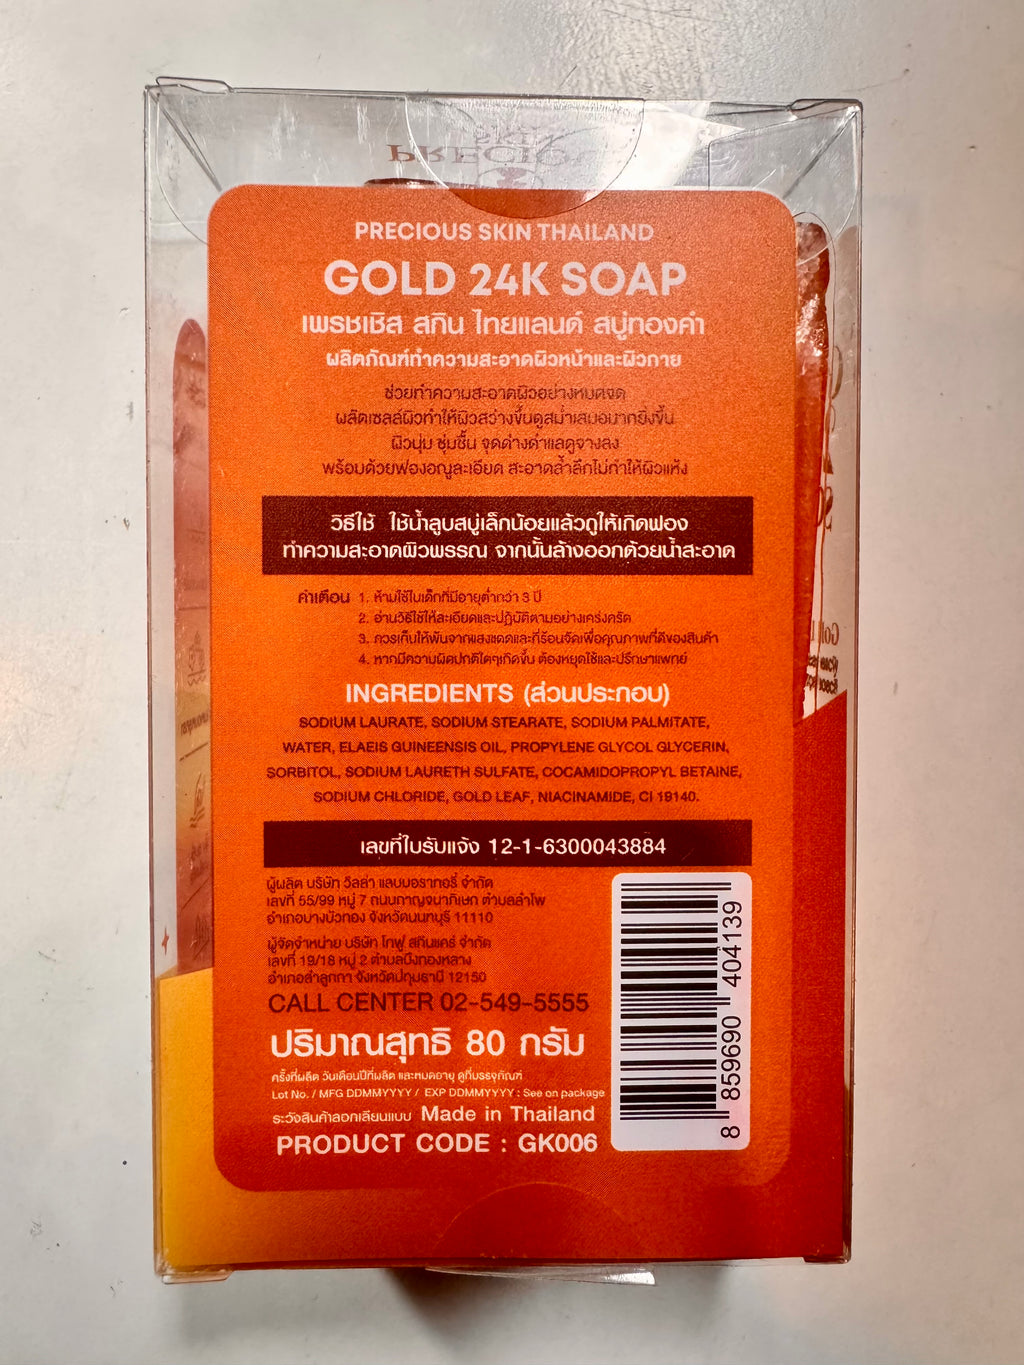 PRECIOUS SKIN THAILAND
GOLD 24K SOAP
เพรชเชิส สกิน ไทยแลนด์ สบู่ทองคำ
ผลิตภัณฑ์ทำความสะอาดผิวหน้าและผิวกาย
ช่วยทำความสะอาดผิวอย่างหมดจด
ผลัดเซลล์ผิวทำให้ผิวสว่างขึ้นดูสม่ำเสมอมากยิ่งขึ้น
ผิวนุ่ม ชุ่มชื้น จุดด่างดำแลดูจางลง
พร้อมด้วยฟองอณูละเอียด สะอาดล้ำลึกไม่ทำให้ผิวแห้ง
วิธีใช้ ใช้น้ำลูบสบู่เล็กน้อยแล้วถูให้เกิดฟอง
ทำความสะอาดผิวพรรณ จากนั้นล้างออกด้วยน้ำสะอาด
คำเตือน 1. ห้ามใช้ในเด็กที่มีอายุต่ำกว่า 3 ปี
2. อ่านวิธีใช้ให้ละเอียดและปฏิบัติตามอย่างเคร่งครัด
3. ควรเก็บให้พ้นจากแสงแดดและที่ร้อนจัดเพื่อคุณภาพที่ดีของสินค้า
4. หากมีความผิดปกติใดๆเกิดขึ้น ต้องหยุดใช้และปรึกษาแพทย์
INGREDIENTS (ส่วนประกอบ)
SODIUM LAURATE, SODIUM STEARATE, SODIUM PALMITATE,
WATER, ELAEIS GUINEENSIS OIL, PROPYLENE GLYCOL GLYCERIN,
SORBITOL, SODIUM LAURETH SULFATE, COCAMIDOPROPYL BETAINE,
SODIUM CHLORIDE, GOLD LEAF, NIACINAMIDE, CI 19140.
เลขที่ใบรับแจ้ง 12-1-6300043884
ผู้ผลิต บริษัท วิลล่า แลบบอราทอรี่ จำกัด
เลขที่ 55/99 หมู่ 7 ถนนกาญจนาภิเษก ตำบลลำโพ
อำเภอบางบัวทอง จังหวัดนนทบุรี 11110
ผู้จัดจำหน่าย บริษัท โกฟู สกินแคร์ จำกัด
เลขที่ 19/18 หมู่ 2 ตำบลบึงทองหลาง
อำเภอลำลูกกา จังหวัดปทุมธานี 12150
CALL CENTER 02-549-5555
ปริมาณสุทธิ 80 กรัม
ครั้งที่ผลิต วันเดือนปีที่ผลิต และหมดอายุ ดูที่บรรจุภัณฑ์
Lot No. / MFG DDMMYYYY / EXP DDMMYYYY : See on package
ระวังสินค้าลอกเลียนแบบ Made in Thailand
PRODUCT CODE : GK006
8 859690 404139